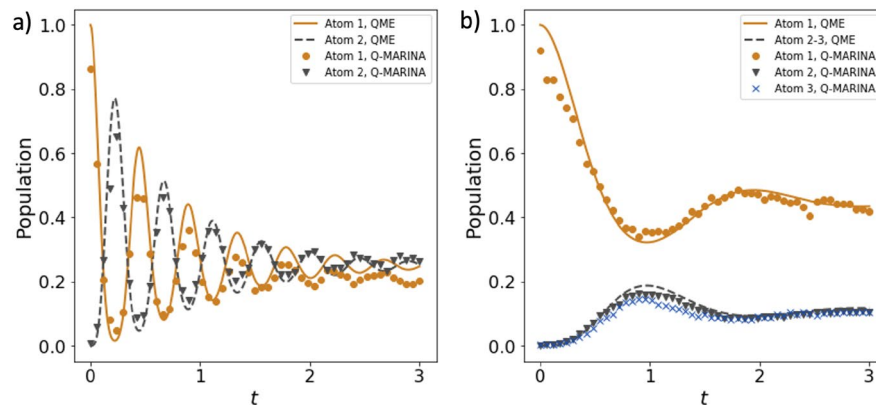 a)
Population
1.0
0.8
0.6
0.4
0.2
0.0
Atom 1, QME
Atom 2, QME
Atom 1, Q-MARINA
Atom 2, Q-MARINA
0 1 2 3
t
b)
Population
1.0
0.8
0.6
0.4
0.2
0.0
Atom 1, QME
Atom 2-3, QME
Atom 1, Q-MARINA
Atom 2, Q-MARINA
Atom 3, Q-MARINA
0 1 2 3
t